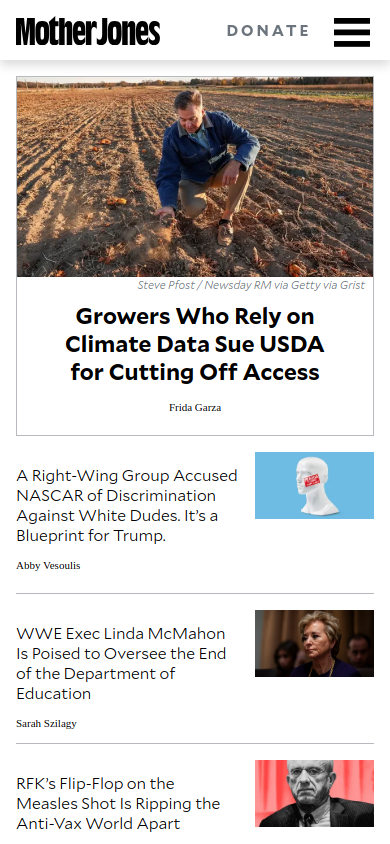 Mother Jones
DONATE
Steve Pfost / Newsday RM via Getty via Grist
Growers Who Rely on
Climate Data Sue USDA
for Cutting Off Access
Frida Garza
A Right-Wing Group Accused
NASCAR of Discrimination
Against White Dudes. It’s a
Blueprint for Trump.
Abby Vesoulis
WWE Exec Linda McMahon
Is Poised to Oversee the End
of the Department of
Education
Sarah Szilagy
RFK’s Flip-Flop on the
Measles Shot Is Ripping the
Anti-Vax World Apart